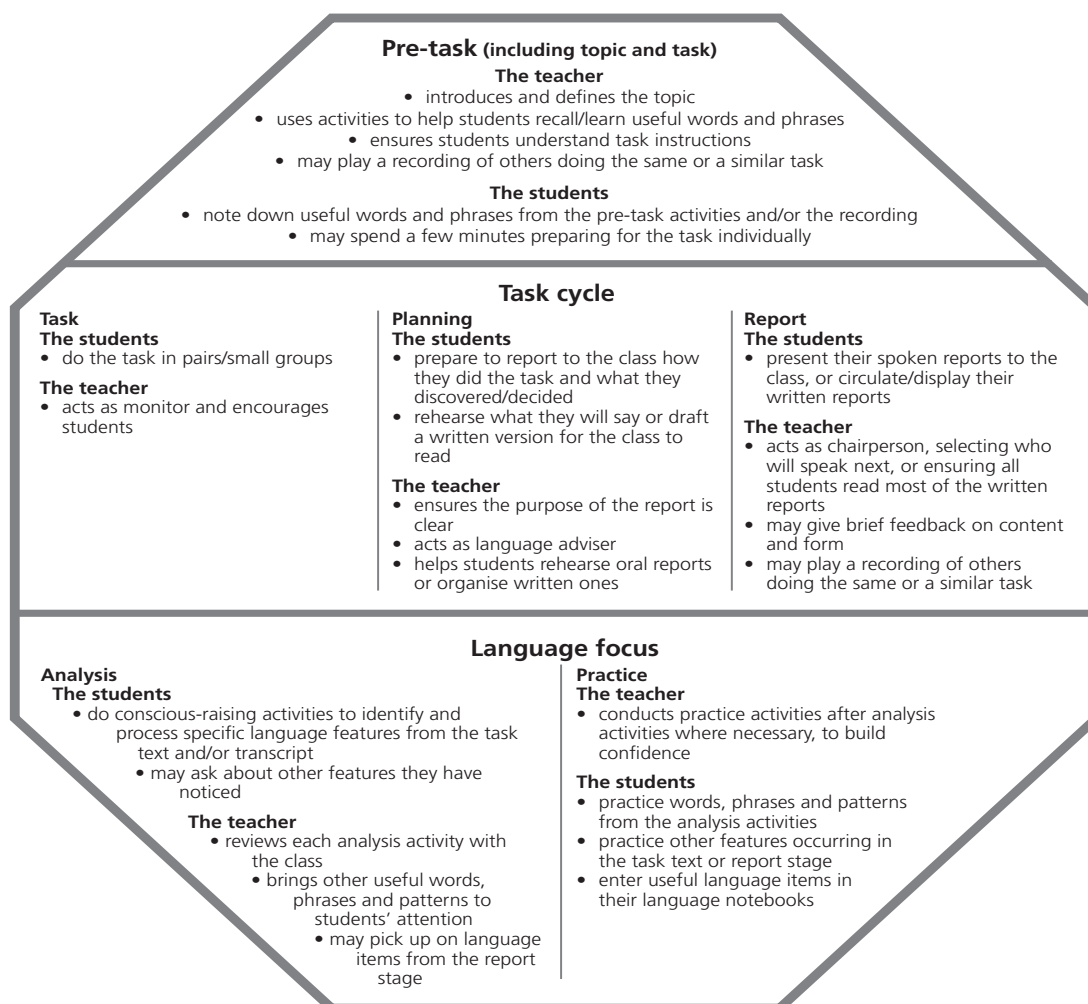 Pre-task (including topic and task)
The teacher
• introduces and defines the topic
• uses activities to help students recall/learn useful words and phrases
• ensures students understand task instructions
• may play a recording of others doing the same or a similar task
The students
• note down useful words and phrases from the pre-task activities and/or the recording
• may spend a few minutes preparing for the task individually
Task cycle
Task
The students
• do the task in pairs/small groups
The teacher
• acts as monitor and encourages
students
Planning
The students
• prepare to report to the class how
they did the task and what they
discovered/decided
• rehearse what they will say or draft
a written version for the class to
read
The teacher
• ensures the purpose of the report is
clear
• acts as language adviser
• helps students rehearse oral reports
or organise written ones
Report
The students
• present their spoken reports to the
class, or circulate/display their
written reports
The teacher
• acts as chairperson, selecting who
will speak next, or ensuring all
students read most of the written
reports
• may give brief feedback on content
and form
• may play a recording of others
doing the same or a similar task
Language focus
Analysis
The students
• do conscious-raising activities to identify and
process specific language features from the task
text and/or transcript
• may ask about other features they have
noticed
The teacher
• reviews each analysis activity with
the class
• brings other useful words,
phrases and patterns to
students' attention
• may pick up on language
items from the report
stage
Practice
The teacher
• conducts practice activities after analysis
activities where necessary, to build
confidence
The students
• practice words, phrases and patterns
from the analysis activities
• practice other features occurring in
the task text or report stage
• enter useful language items in
their language notebooks